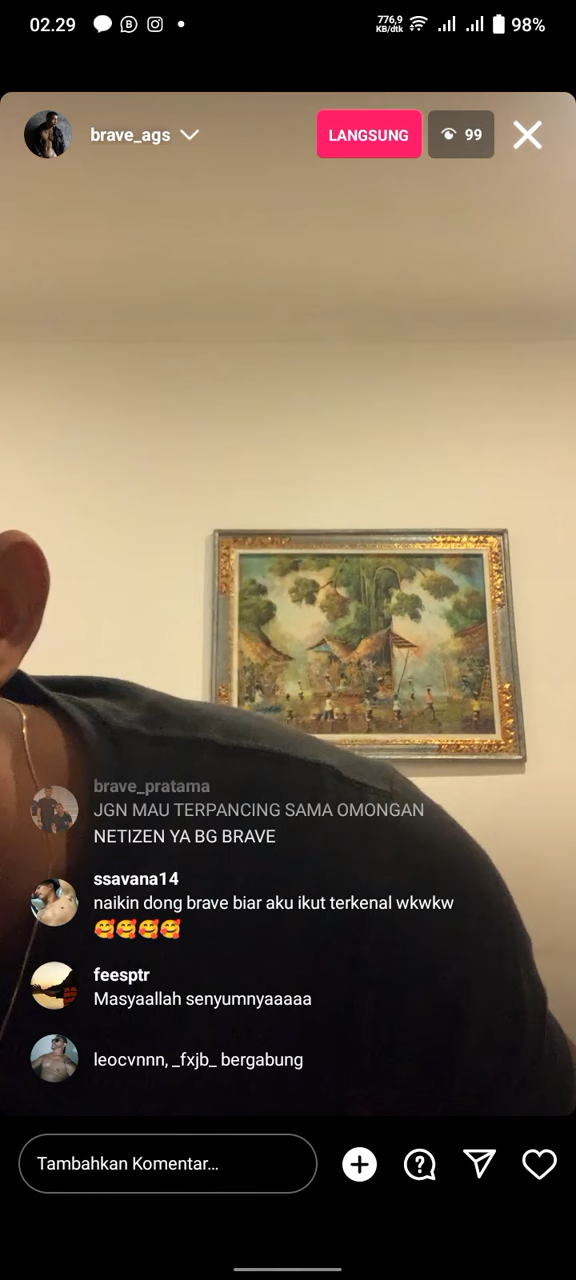 02.29
776,9
KB/dtk
98%
brave_ags
LANGSUNG
99
brave_pratama
JGN MAU TERPANCING SAMA OMONGAN
NETIZEN YA BG BRAVE
ssavana14
naikin dong brave biar aku ikut terkenal wkwkw
🥰🥰🥰🥰
feesptr
Masyaallah senyumnyaaaaa
leocvnnn, _fxjb_ bergabung
Tambahkan Komentar...